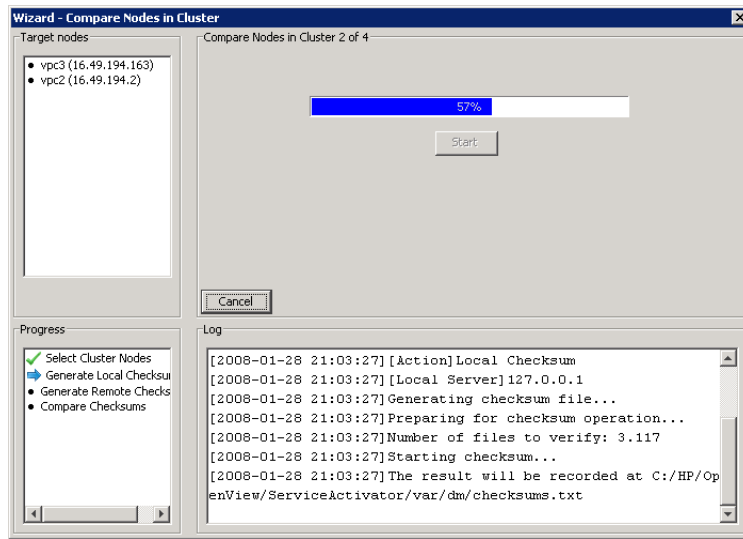 Wizard - Compare Nodes in Cluster
Target nodes
vpc3 (16.49.194.163)
vpc2 (16.49.194.2)
Compare Nodes in Cluster 2 of 4
57%
Start
Cancel
Progress
Select Cluster Nodes
Generate Local Checksu
Generate Remote Checks
Compare Checksums
Log
[2008-01-28 21:03:27][Action]Local Checksum
[2008-01-28 21:03:27][Local Server]127.0.0.1
[2008-01-28 21:03:27]Generating checksum file...
[2008-01-28 21:03:27]Preparing for checksum operation...
[2008-01-28 21:03:27]Number of files to verify: 3.117
[2008-01-28 21:03:27]Starting checksum...
[2008-01-28 21:03:27]The result will be recorded at C:/HP/Op
enView/ServiceActivator/var/dm/checksums.txt